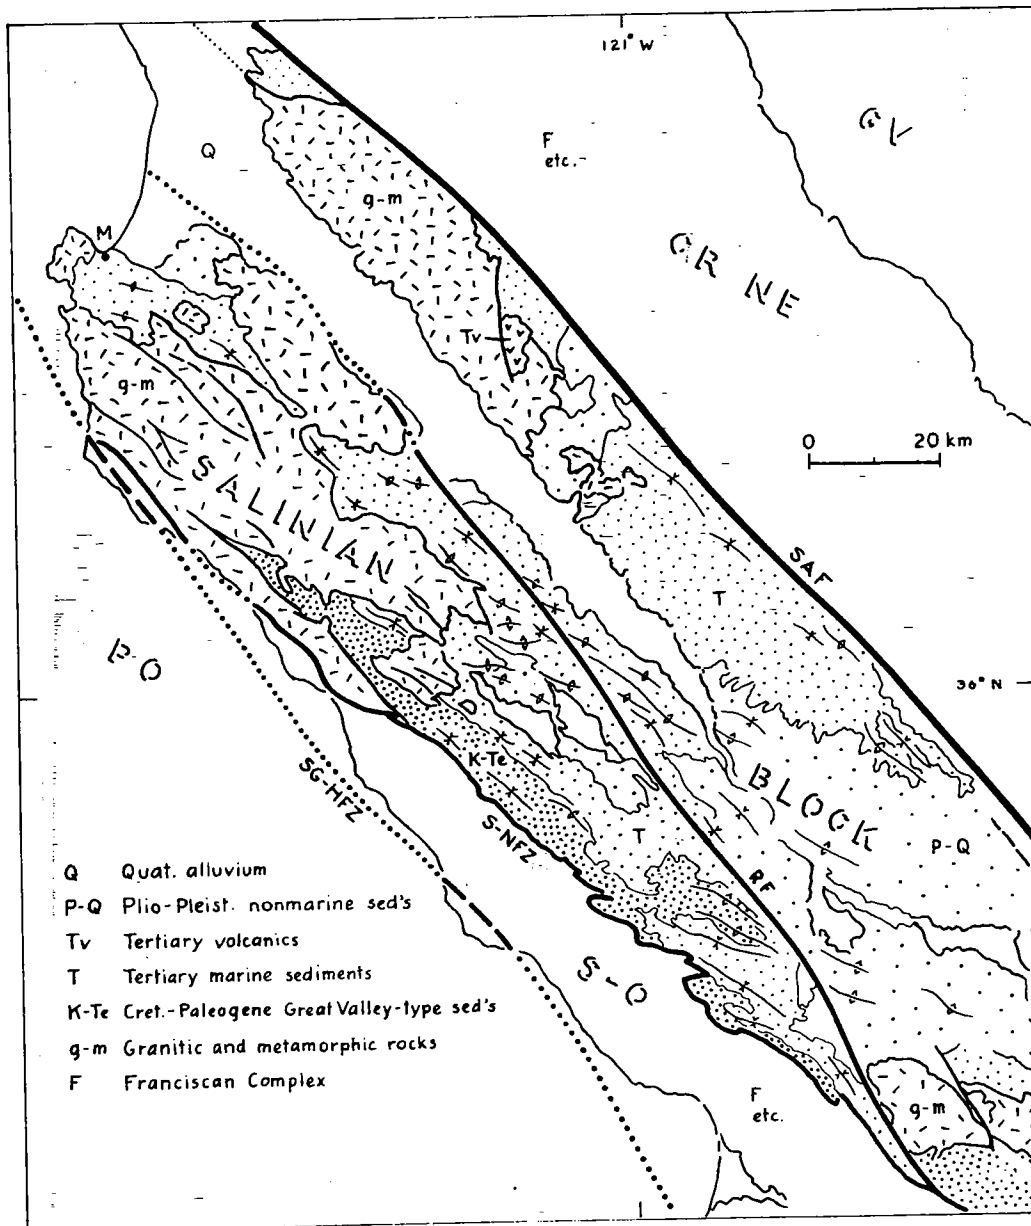 121° W
Q
F
etc.-
GV
g-m
M
OR NE
Tv
g-m
0 20 km
SALINIAN
SAF
T
P-O
36° N
K-Te
SG-HFZ
S-NFZ
BLOCK
T
P-Q
RF
Q Quat. alluvium
P-Q Plio-Pleist. nonmarine sed's
Tv Tertiary volcanics
S-O
T Tertiary marine sediments
K-Te Cret.-Paleogene Great Valley-type sed's
g-m Granitic and metamorphic rocks
F Franciscan Complex
F
etc.
g-m